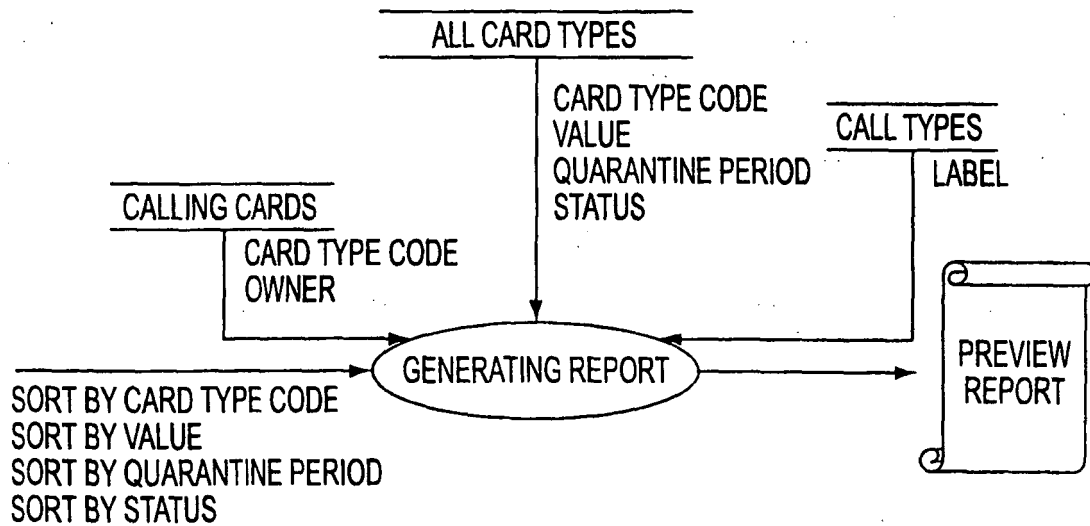 ALL CARD TYPES
CARD TYPE CODE
VALUE
QUARANTINE PERIOD
STATUS
CALL TYPES
LABEL
CALLING CARDS
CARD TYPE CODE
OWNER
GENERATING REPORT
PREVIEW
REPORT
SORT BY CARD TYPE CODE
SORT BY VALUE
SORT BY QUARANTINE PERIOD
SORT BY STATUS